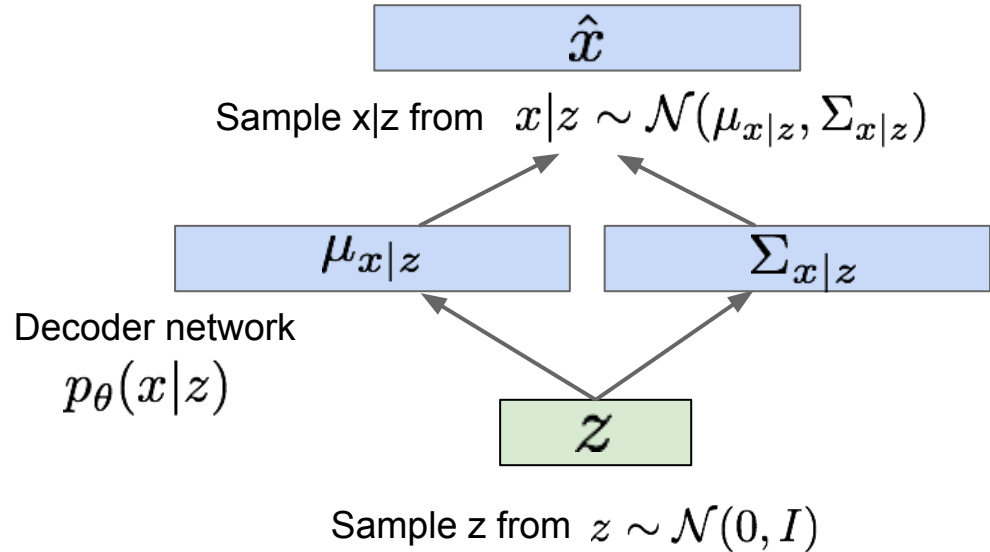 x̂
Sample x|z from x|z ∼ 𝒩(μ_{x|z}, Σ_{x|z})
μ_{x|z}
Σ_{x|z}
Decoder network
p_θ(x|z)
z
Sample z from z ∼ 𝒩(0, I)